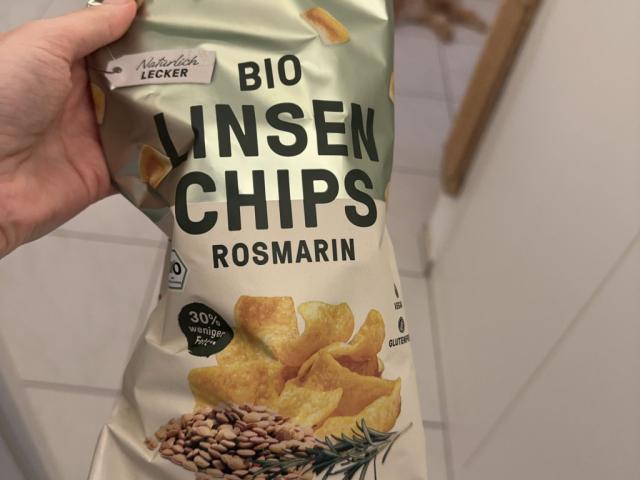 Natürlich
LECKER
BIO
LINSEN
CHIPS
ROSMARIN
30%
weniger